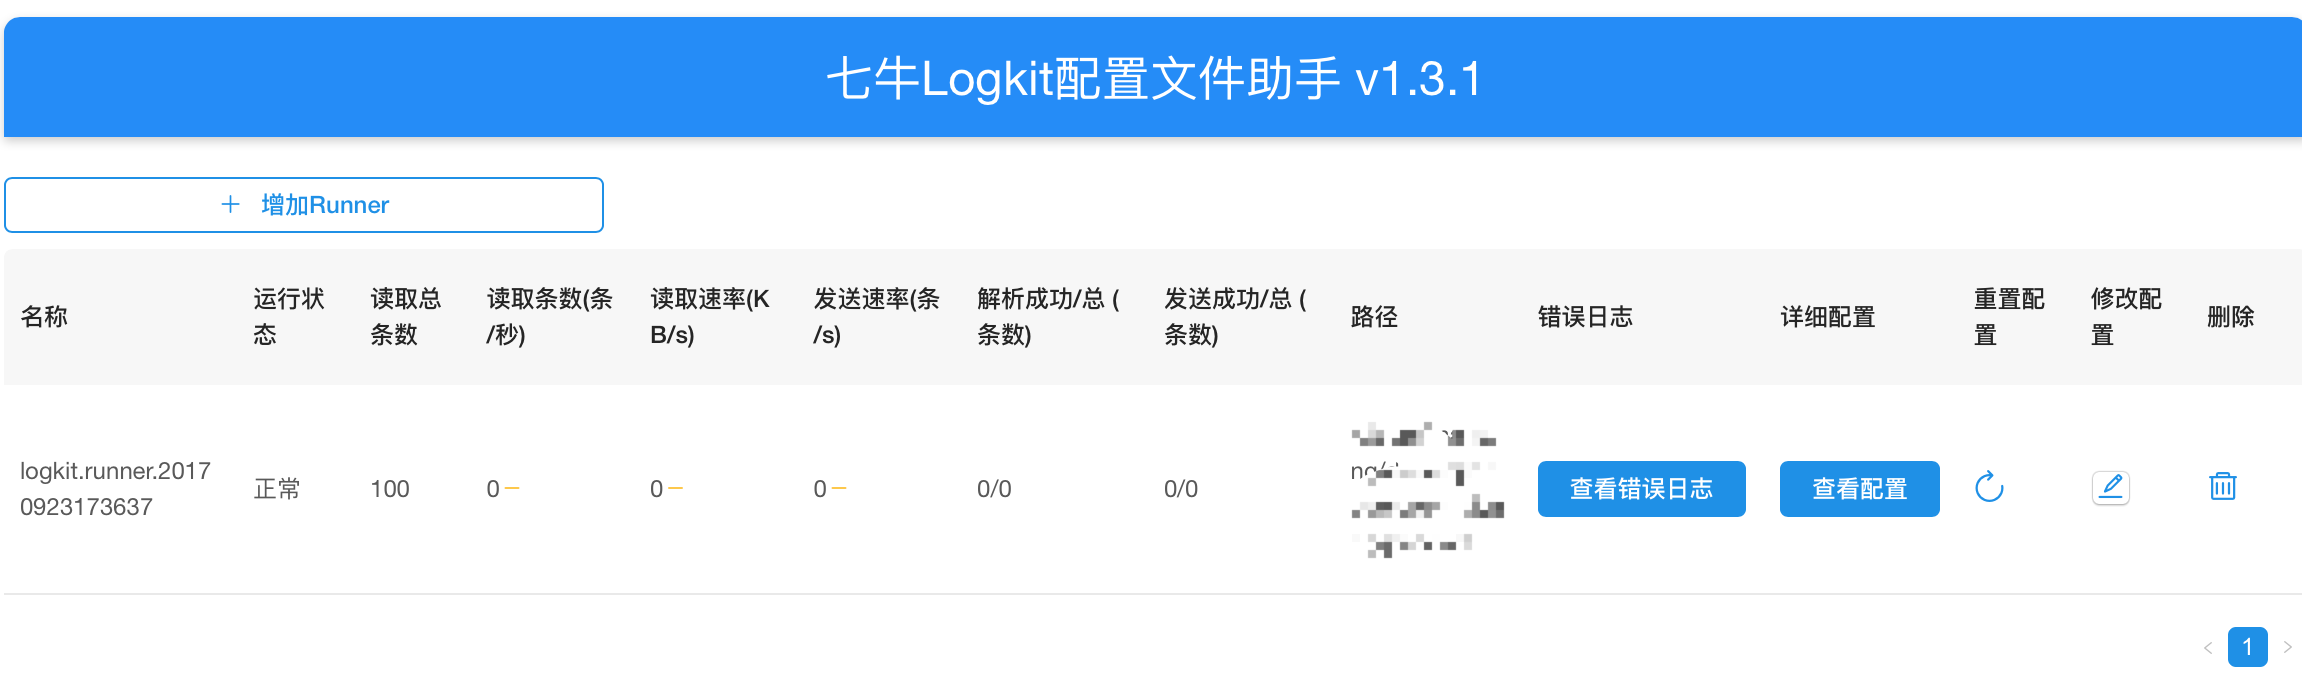 七牛Logkit配置文件助手 v1.3.1
增加Runner
名称
运行状
态
读取总
条数
读取条数(条
/秒)
读取速率(K
B/s)
发送速率(条
/s)
解析成功/总 (
条数)
发送成功/总 (
条数)
路径
错误日志
详细配置
重置配
置
修改配
置
删除
logkit.runner.2017
0923173637
正常
100
0
0
0
0/0
0/0
查看错误日志
查看配置
1